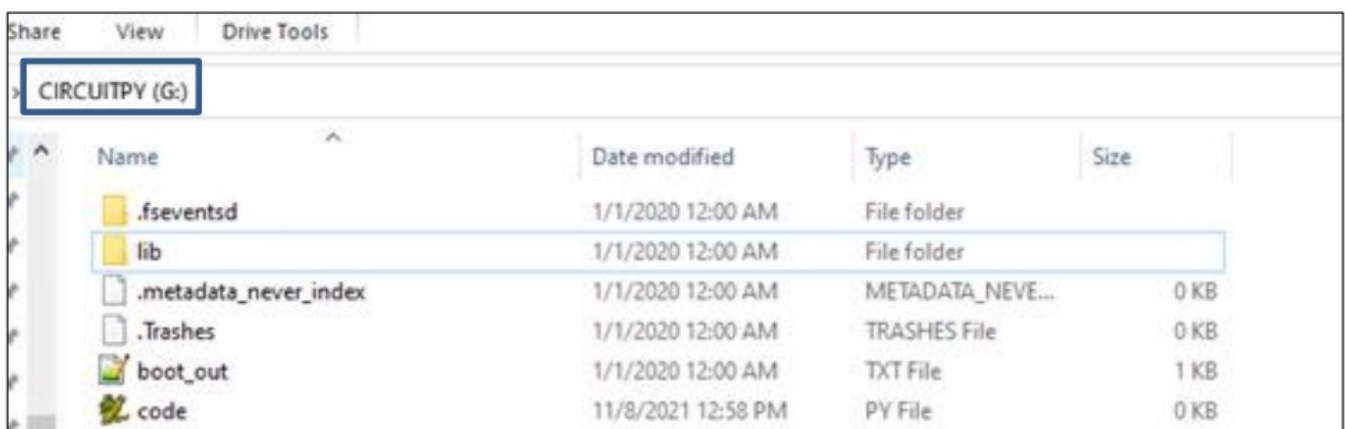 Share View Drive Tools
› CIRCUITPY (G:)
Name Date modified Type Size
.fseventsd 1/1/2020 12:00 AM File folder
lib 1/1/2020 12:00 AM File folder
.metadata_never_index 1/1/2020 12:00 AM METADATA_NEVE... 0 KB
.Trashes 1/1/2020 12:00 AM TRASHES File 0 KB
boot_out 1/1/2020 12:00 AM TXT File 1 KB
code 11/8/2021 12:58 PM PY File 0 KB